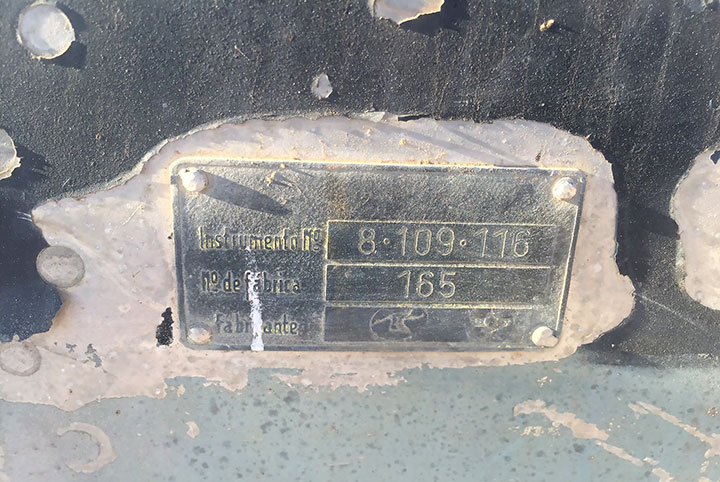 Instrumento Nº 8·109·116
Nº de fábrica 165
Fabricante